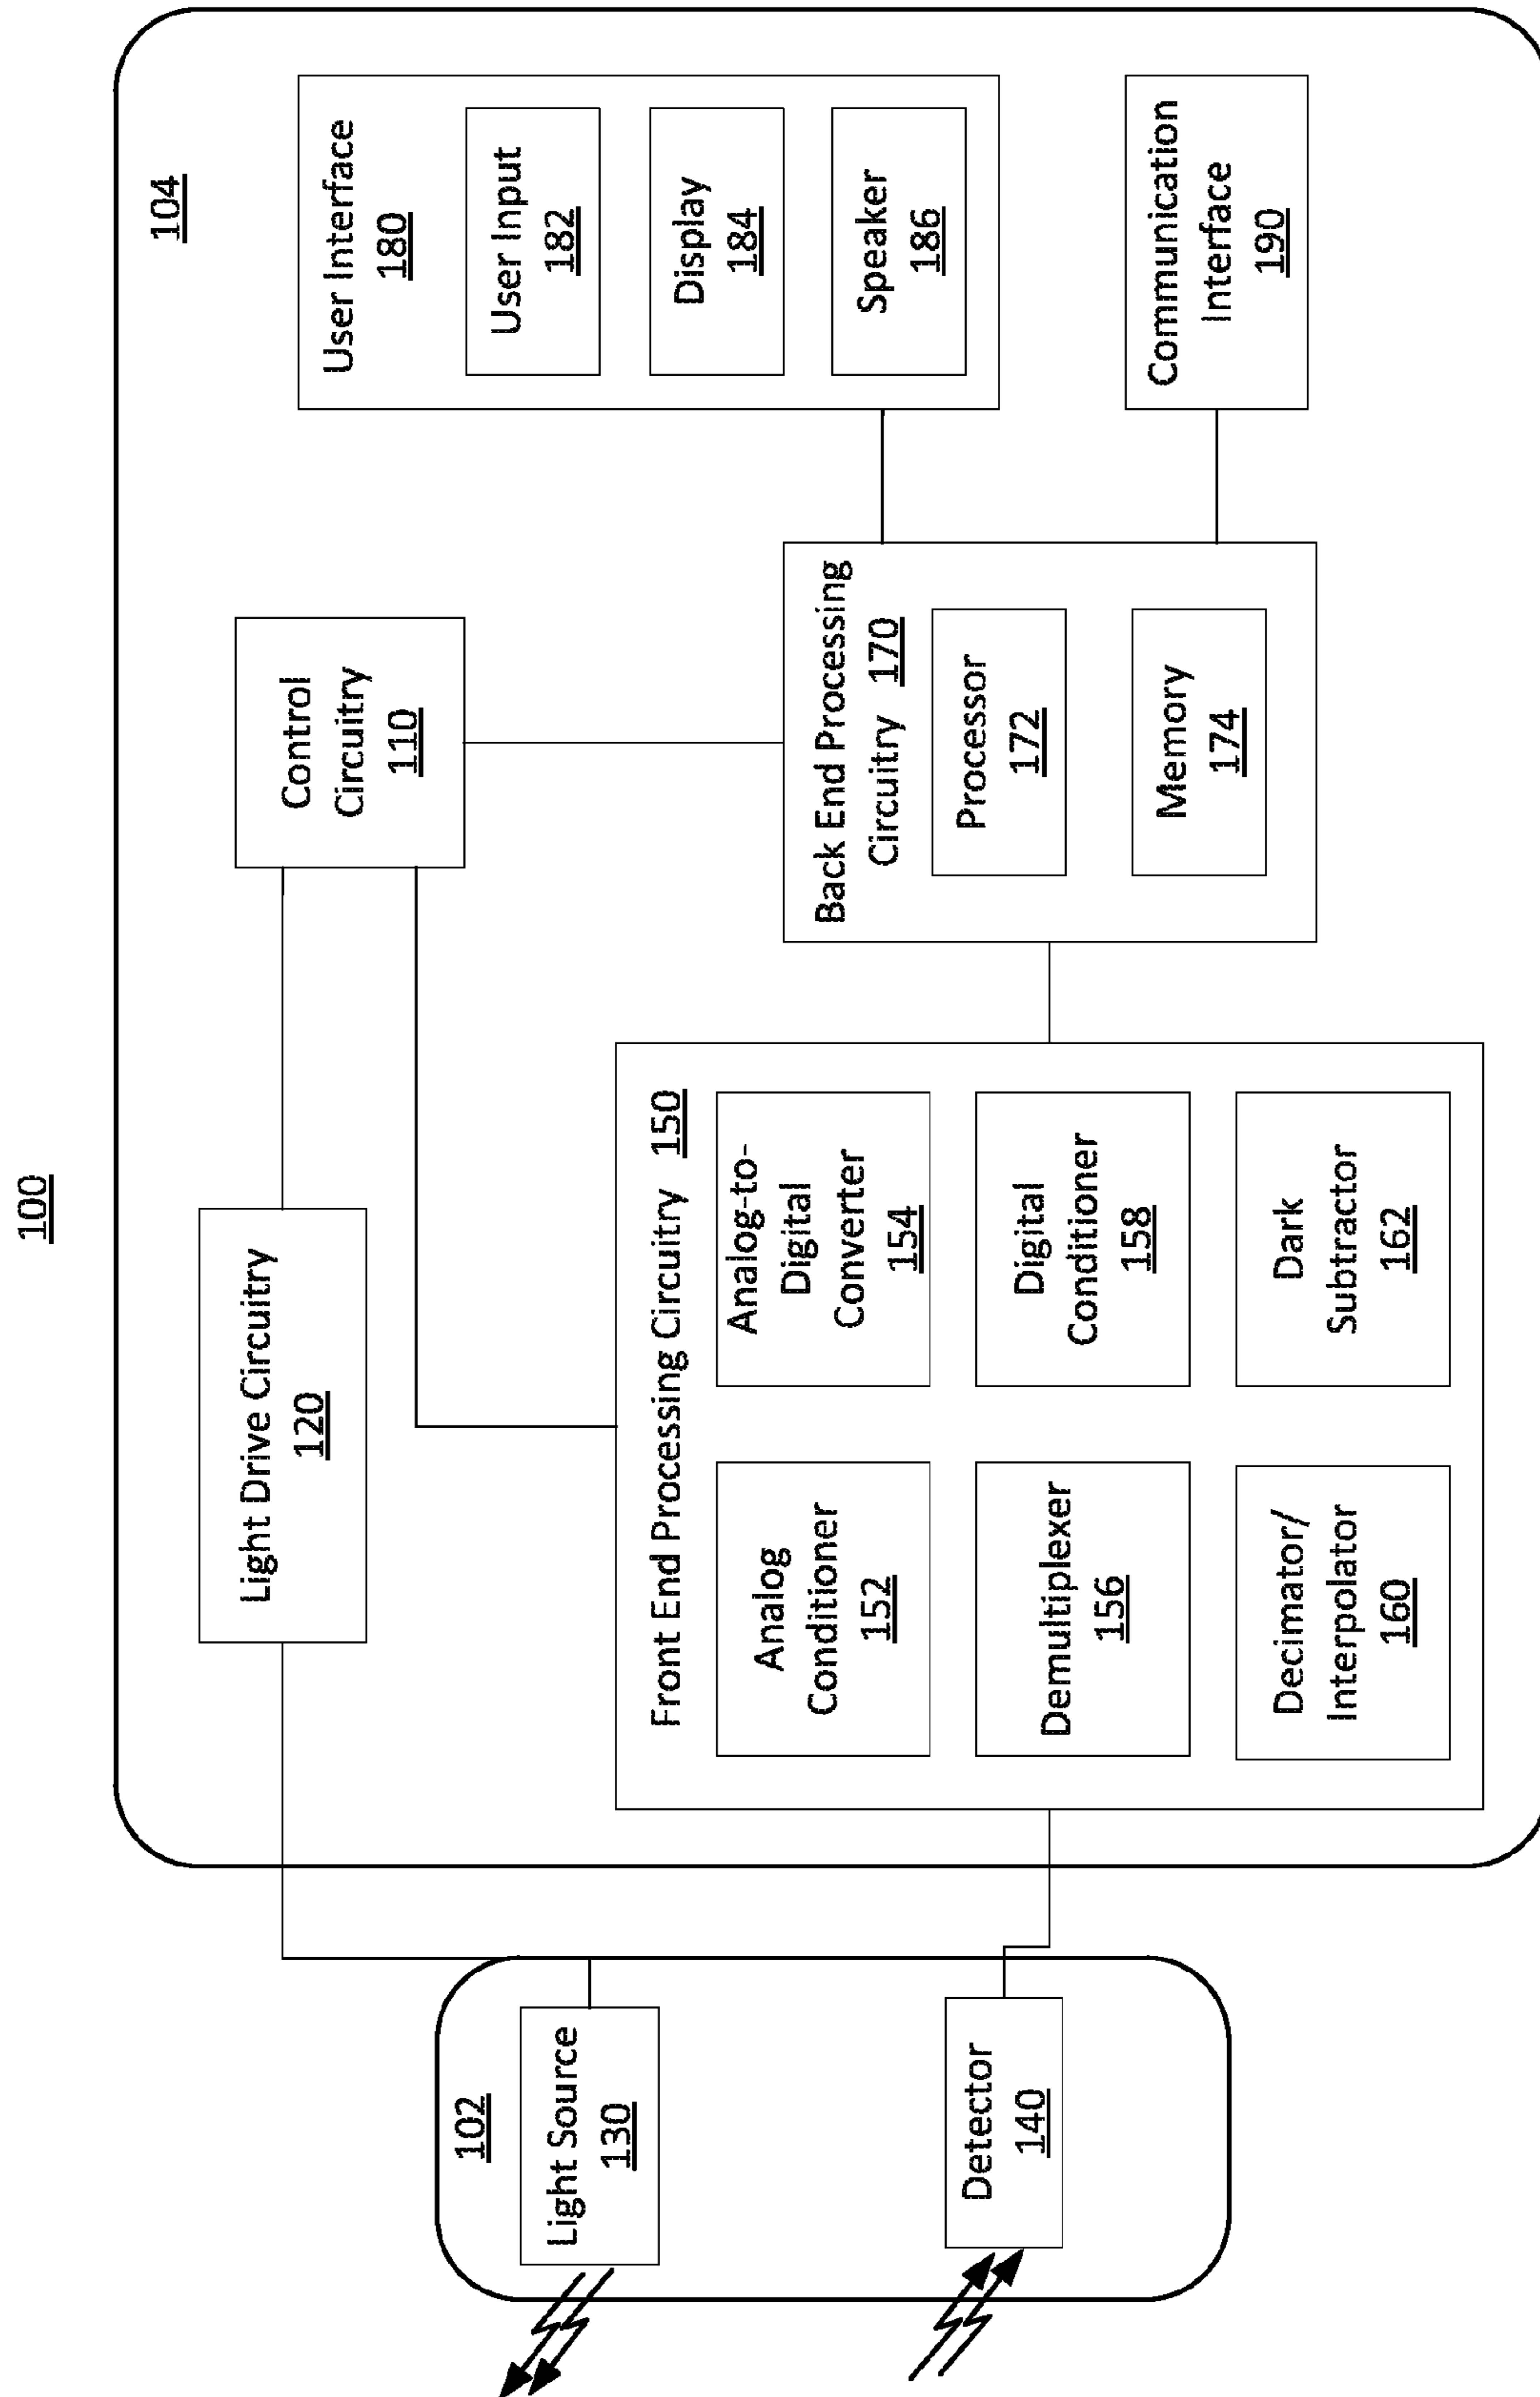 100
104
102
Light Source
130
Detector
140
Light Drive Circuitry
120
Control
Circuitry
110
Front End Processing Circuitry 150
Analog
Conditioner
152
Analog-to-
Digital
Converter
154
Demultiplexer
156
Digital
Conditioner
158
Decimator/
Interpolator
160
Dark
Subtractor
162
Back End Processing
Circuitry 170
Processor
172
Memory
174
User Interface
180
User Input
182
Display
184
Speaker
186
Communication
Interface
190